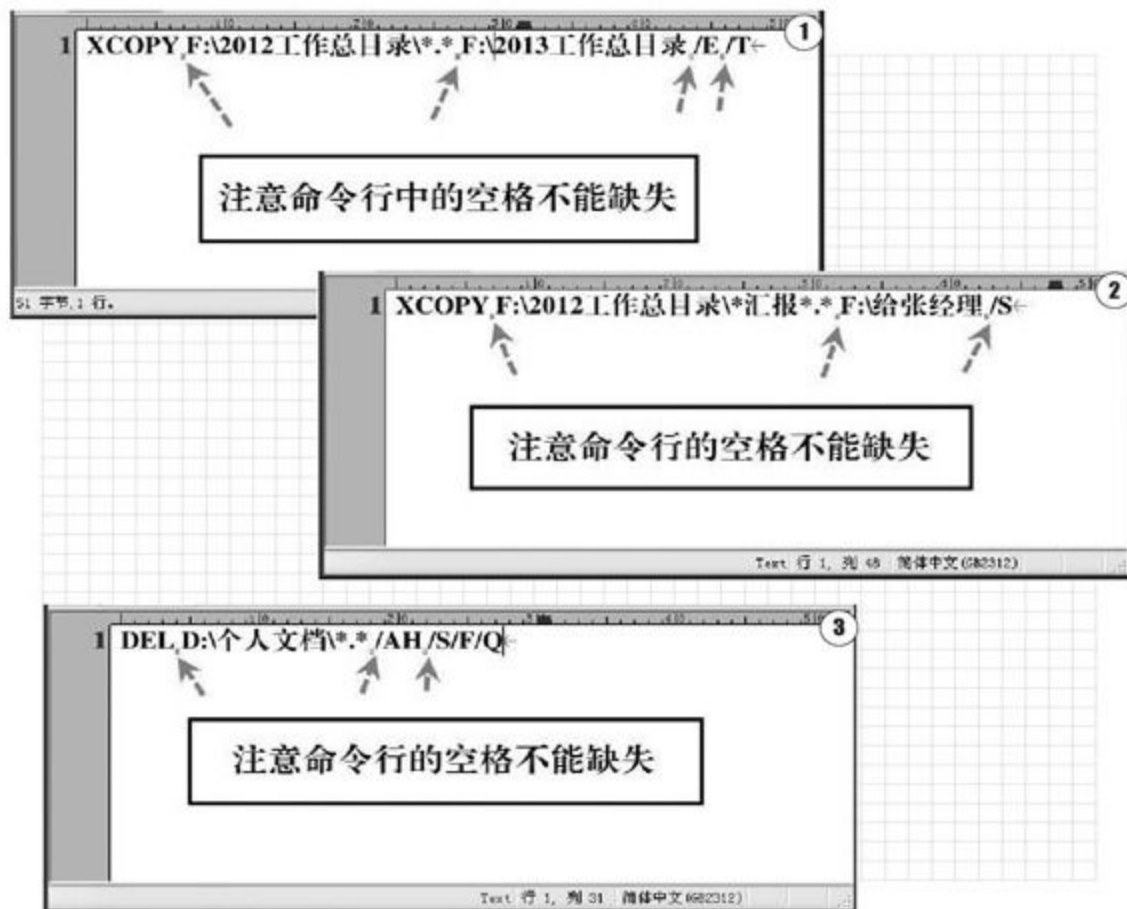 ①
1 XCOPY F:\2012工作总目录\*.* F:\2013工作总目录 /E /T
注意命令行中的空格不能缺失
51 字节,1 行。
②
1 XCOPY F:\2012工作总目录\*汇报*.* F:\给张经理 /S
注意命令行的空格不能缺失
Text 行 1, 列 48 简体中文(GB2312)
③
1 DEL D:\个人文档\*.* /AH /S/F/Q
注意命令行的空格不能缺失
Text 行 1, 列 31 简体中文(GB2312)